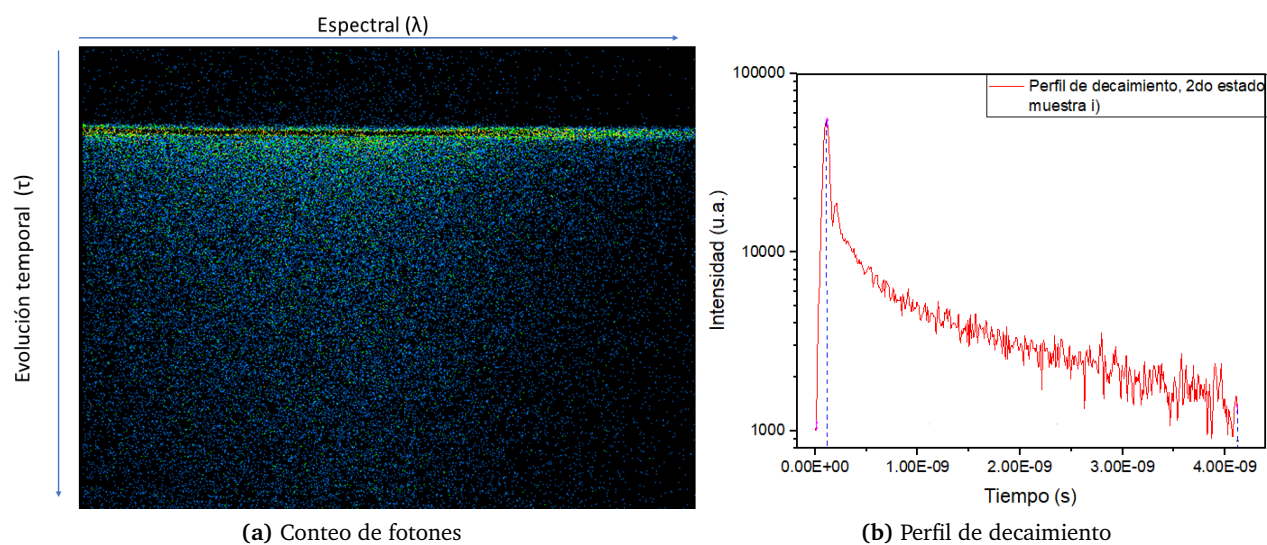 Espectral (λ)
Evolución temporal (τ)
(a) Conteo de fotones
100000
10000
1000
Intensidad (u.a.)
Perfil de decaimiento, 2do estado
muestra i)
0.00E+00 1.00E-09 2.00E-09 3.00E-09 4.00E-09
Tiempo (s)
(b) Perfil de decaimiento